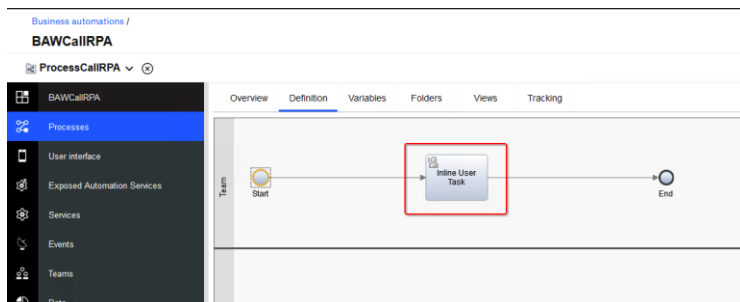 Business automations /
BAWCallRPA
ProcessCallRPA
BAWCallRPA
Overview Definition Variables Folders Views Tracking
Processes
User interface
Exposed Automation Services
Services
Events
Teams
Data
Team
Start
Inline User
Task
End